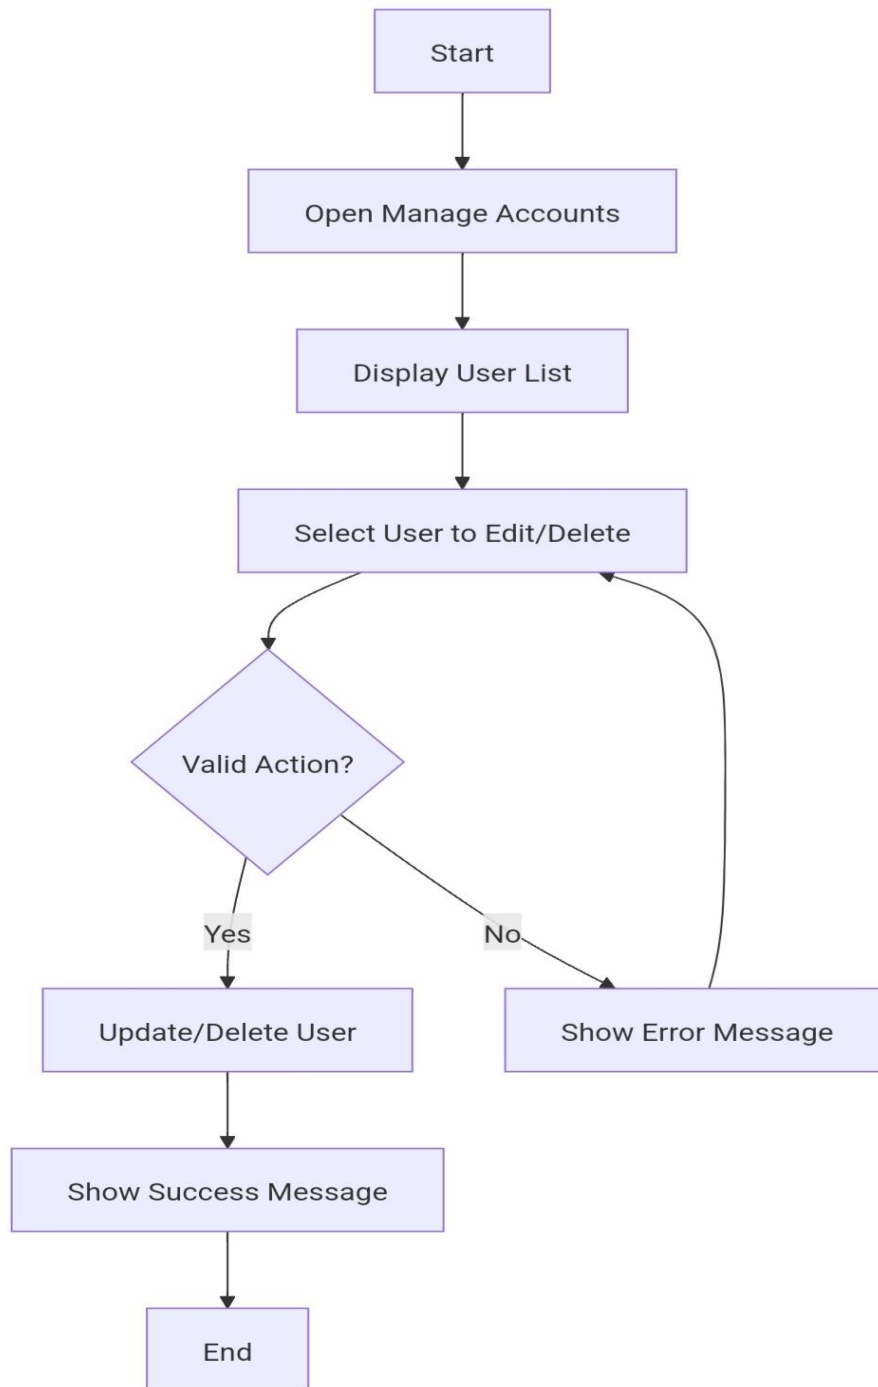 Start
Open Manage Accounts
Display User List
Select User to Edit/Delete
Valid Action?
Yes
No
Update/Delete User
Show Error Message
Show Success Message
End